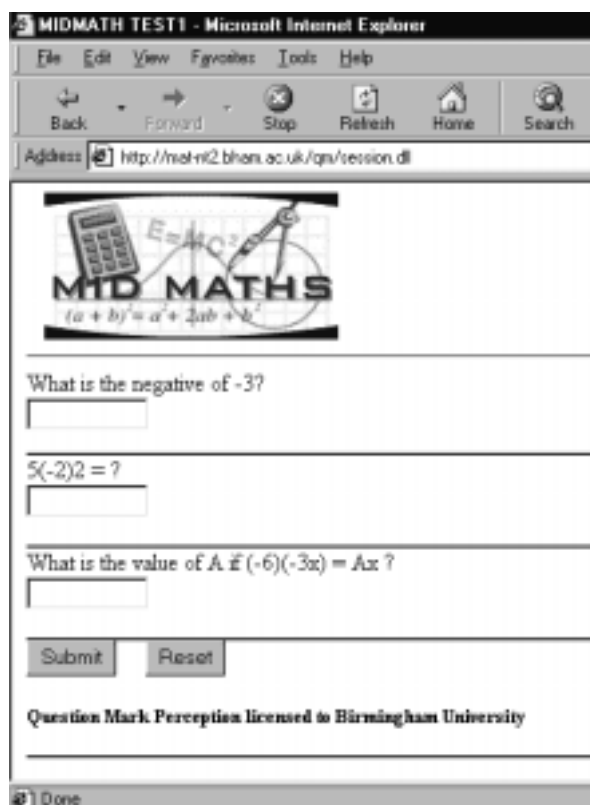 MIDMATH TEST1 - Microsoft Internet Explorer
File Edit View Favorites Tools Help
Back Forward Stop Refresh Home Search
Address http://mat-nt2.bham.ac.uk/qm/session.dll
E=MC²
MID MATHS
(a + b)²= a²+ 2ab + b²
What is the negative of -3?
5(-2)2 = ?
What is the value of A if (-6)(-3x) = Ax ?
Submit Reset
Question Mark Perception licensed to Birmingham University
Done